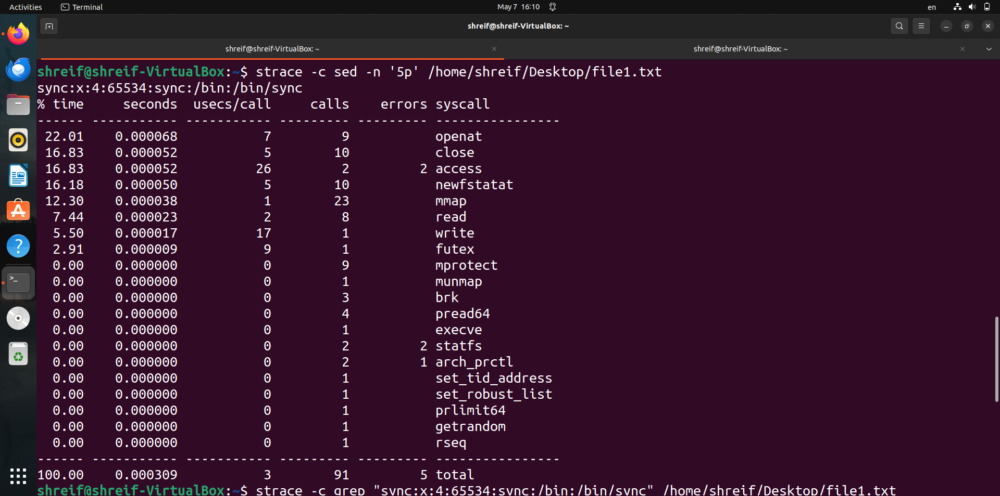 Activities Terminal May 7 16:10 en
shreif@shreif-VirtualBox: ~
shreif@shreif-VirtualBox: ~ shreif@shreif-VirtualBox: ~
shreif@shreif-VirtualBox:~$ strace -c sed -n '5p' /home/shreif/Desktop/file1.txt
sync:x:4:65534:sync:/bin:/bin/sync
% time     seconds  usecs/call     calls    errors syscall
------ ----------- ----------- --------- --------- ----------------
 22.01    0.000068           7         9           openat
 16.83    0.000052           5        10           close
 16.83    0.000052          26         2         2 access
 16.18    0.000050           5        10           newfstatat
 12.30    0.000038           1        23           mmap
  7.44    0.000023           2         8           read
  5.50    0.000017          17         1           write
  2.91    0.000009           9         1           futex
  0.00    0.000000           0         9           mprotect
  0.00    0.000000           0         1           munmap
  0.00    0.000000           0         3           brk
  0.00    0.000000           0         4           pread64
  0.00    0.000000           0         1           execve
  0.00    0.000000           0         2         2 statfs
  0.00    0.000000           0         2         1 arch_prctl
  0.00    0.000000           0         1           set_tid_address
  0.00    0.000000           0         1           set_robust_list
  0.00    0.000000           0         1           prlimit64
  0.00    0.000000           0         1           getrandom
  0.00    0.000000           0         1           rseq
------ ----------- ----------- --------- --------- ----------------
100.00    0.000309           3        91         5 total
shreif@shreif-VirtualBox:~$ strace -c grep "sync:x:4:65534:sync:/bin:/bin/sync" /home/shreif/Desktop/file1.txt